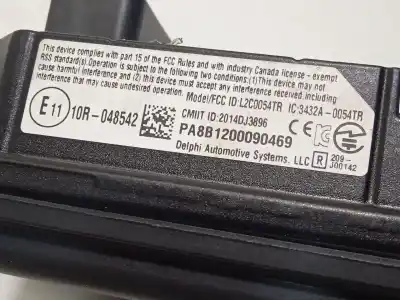 This device complies with part 15 of the FCC Rules and with industry Canada license - exempt
RSS standard(s). Operation is subject to the following two conditions: (1) this device may not
cause harmful interference, and (2) this device must accept any interference received including
interference that may cause undesired operation.
Model/FCC ID:L2C0054TR IC:3432A-0054TR
E11 10R-048542
CMIIT ID:2014DJ3896
PA8B1200090469
CE
Delphi Automotive Systems. LLC R 209-
J00142